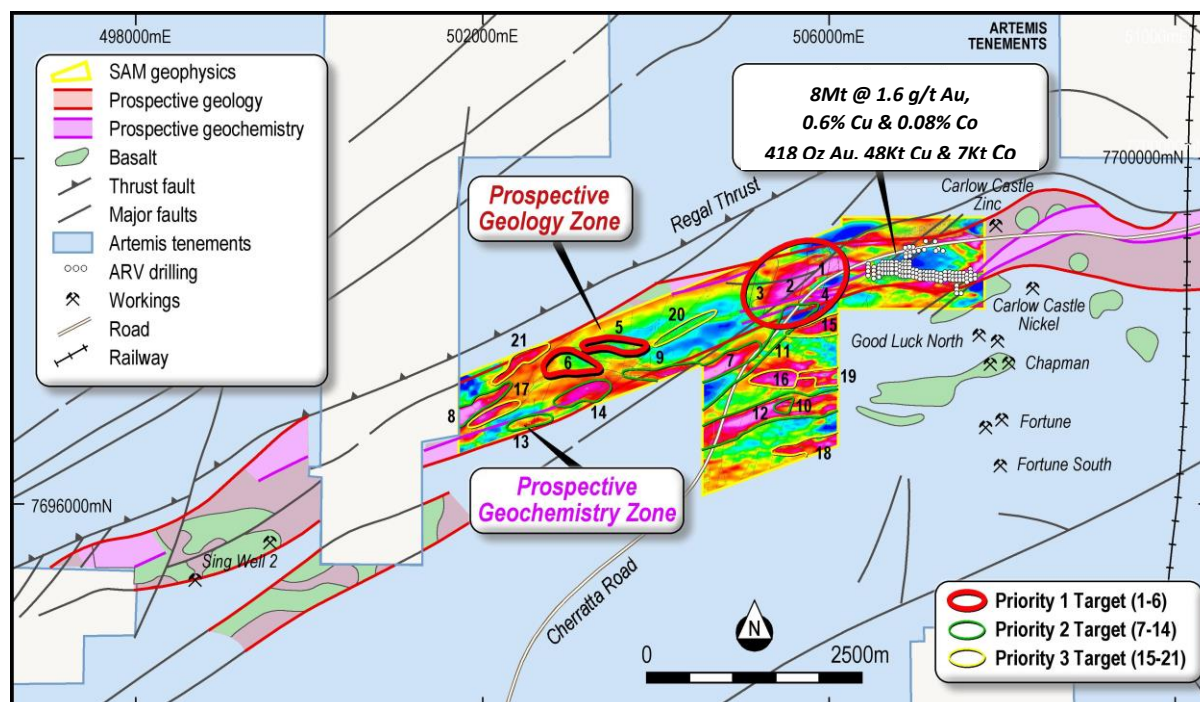 498000mE
502000mE
506000mE
ARTEMIS
TENEMENTS
SAM geophysics
Prospective geology
Prospective geochemistry
Basalt
Thrust fault
Major faults
Artemis tenements
ARV drilling
Workings
Road
Railway
8Mt @ 1.6 g/t Au,
0.6% Cu & 0.08% Co
418 Oz Au. 48Kt Cu & 7Kt Co
7700000mN
Carlow Castle
Zinc
Prospective
Geology Zone
Regal Thrust
1
2
3
4
5
20
15
Carlow Castle
Nickel
Good Luck North
Chapman
21
6
9
7
11
16
19
17
8
14
13
12
10
18
Fortune
Fortune South
Prospective
Geochemistry Zone
7696000mN
Sing Well 2
Cherratta Road
N
0
2500m
Priority 1 Target (1-6)
Priority 2 Target (7-14)
Priority 3 Target (15-21)